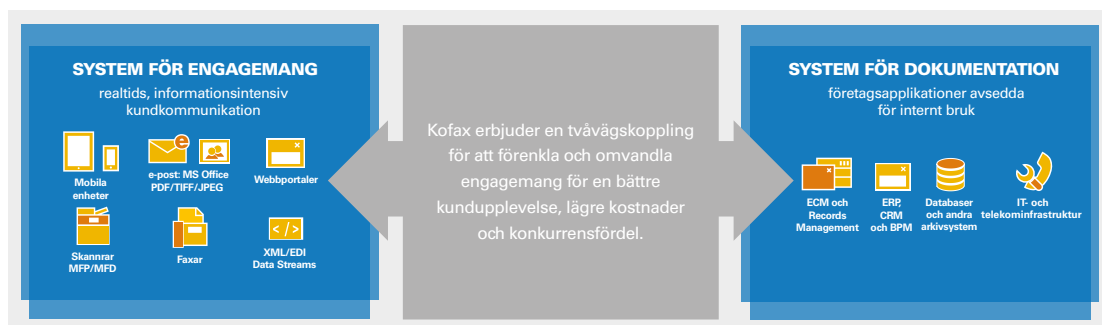 SYSTEM FÖR ENGAGEMANG
realtids, informationsintensiv
kundkommunikation
Mobila
enheter
e-post: MS Office
PDF/TIFF/JPEG
Webbportaler
Skannrar
MFP/MFD
Faxar
</>
XML/EDI
Data Streams
Kofax erbjuder en tvåvägskoppling
för att förenkla och omvandla
engagemang för en bättre
kundupplevelse, lägre kostnader
och konkurrensfördel.
SYSTEM FÖR DOKUMENTATION
företagsapplikationer avsedda
för internt bruk
ECM och
Records
Management
ERP,
CRM
och BPM
Databaser
och andra
arkivsystem
IT- och
telekominfrastruktur